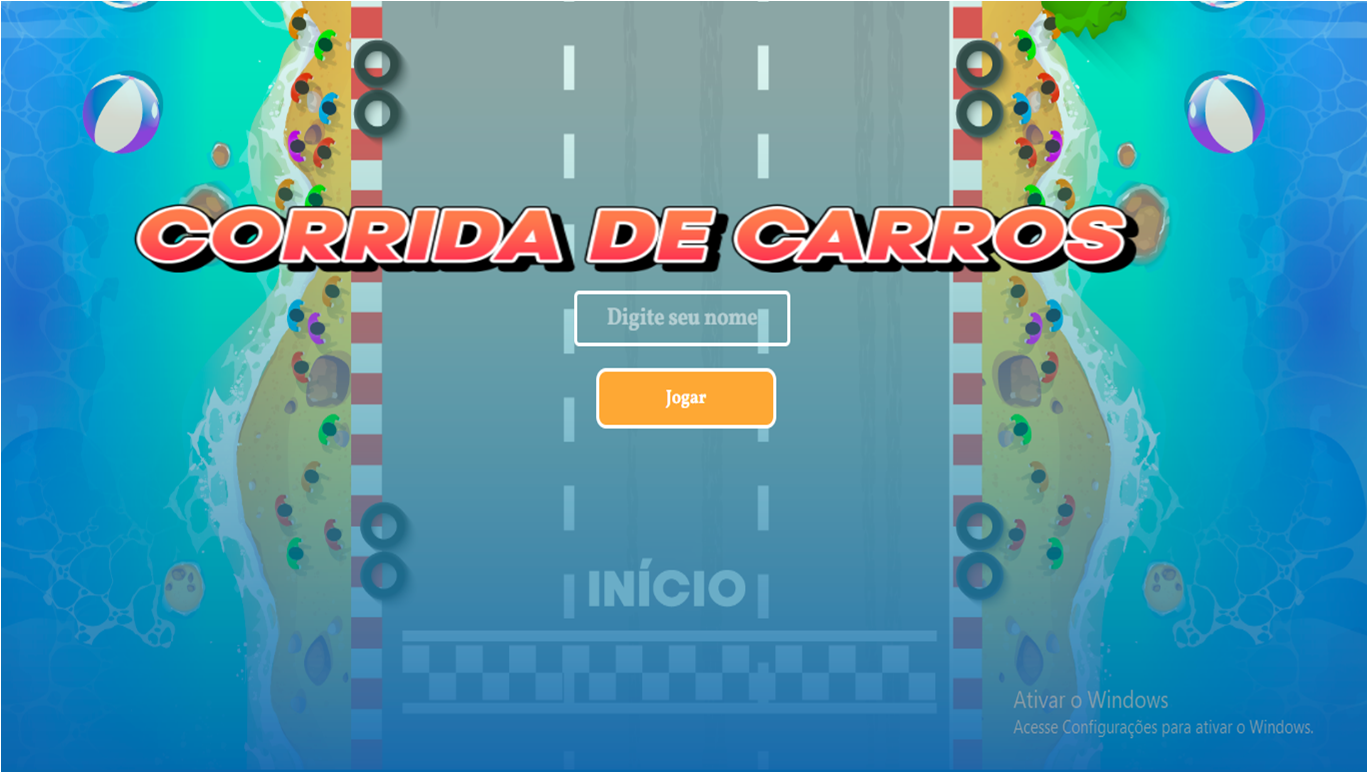 CORRIDA DE CARROS
Digite seu nome
Jogar
INÍCIO
Ativar o Windows
Acesse Configurações para ativar o Windows.